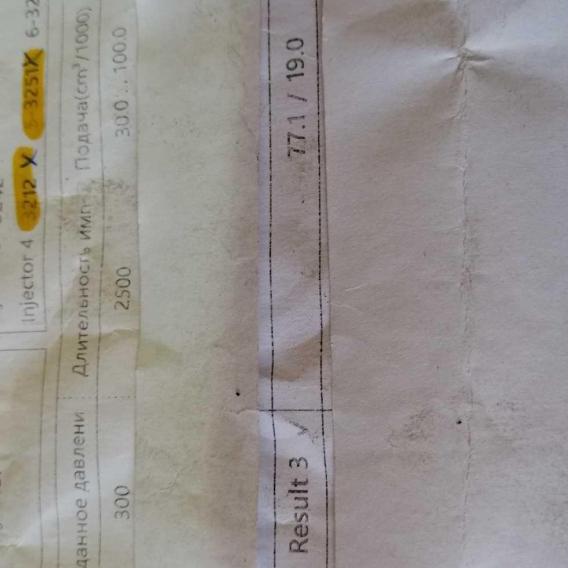 Injector 4 3212 X 3251X 6-32
данное давлени Длительность имп Подача(cm³/1000)
300 2500 30.0 .. 100.0
Result 3 77.1 / 19.0